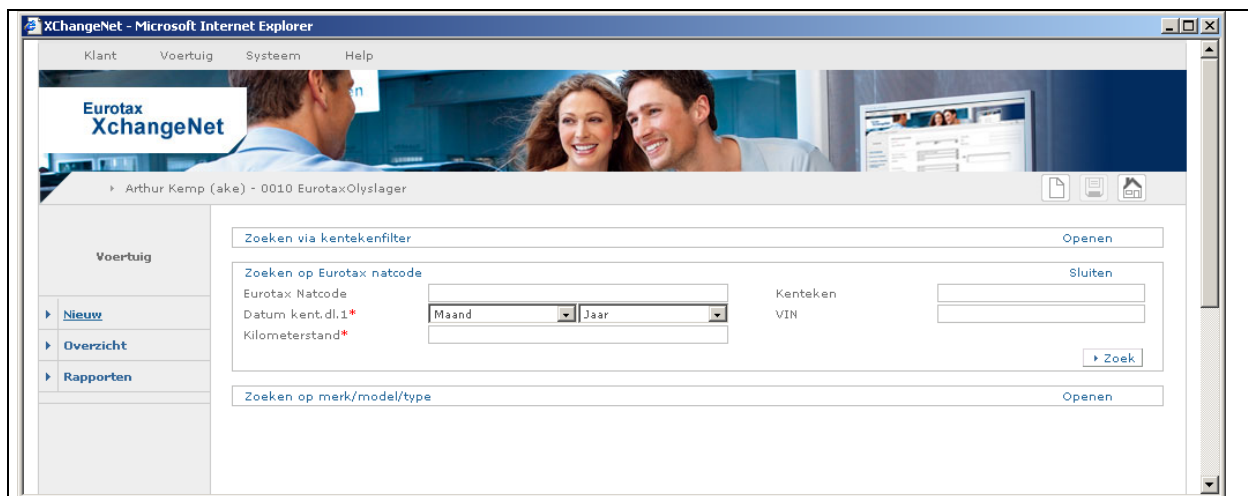 XChangeNet - Microsoft Internet Explorer
Klant Voertuig Systeem Help
en
Eurotax
XchangeNet
Arthur Kemp (ake) - 0010 EurotaxOlyslager
Voertuig
Nieuw
Overzicht
Rapporten
Zoeken via kentekenfilter Openen
Zoeken op Eurotax natcode Sluiten
Eurotax Natcode Kenteken
Datum kent.dl.1* Maand Jaar VIN
Kilometerstand*
Zoek
Zoeken op merk/model/type Openen